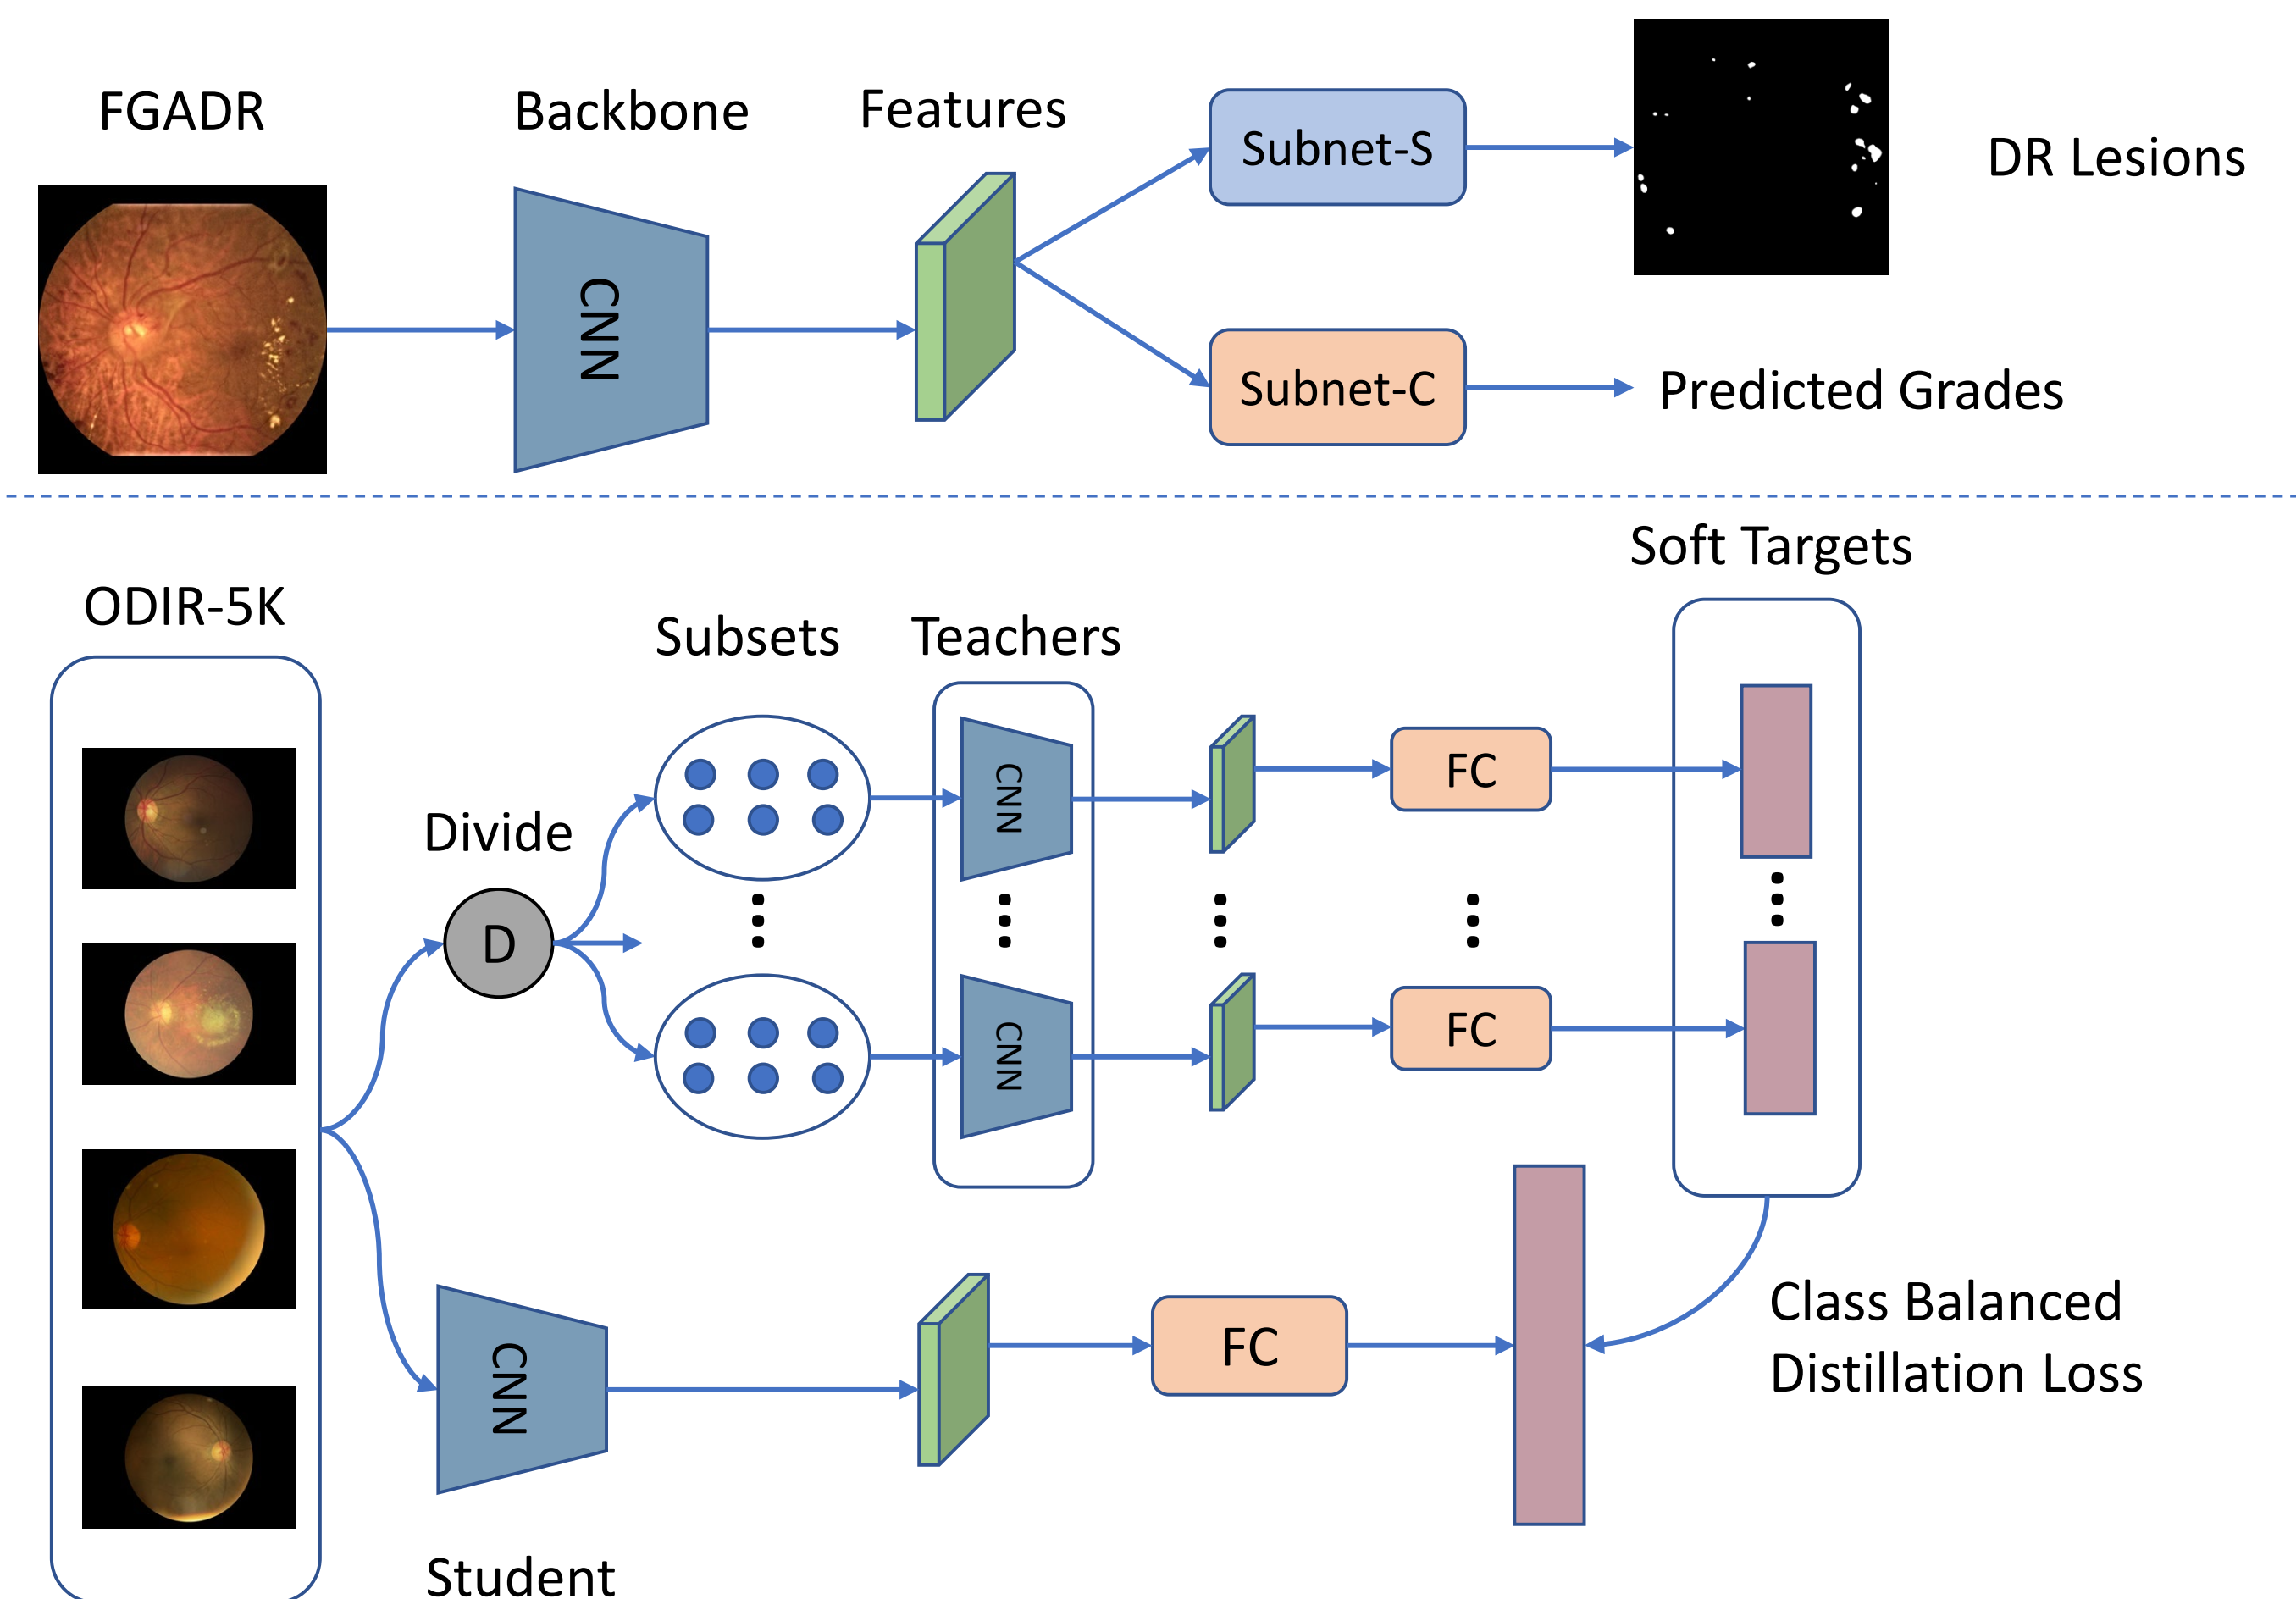 FGADR
Backbone
Features
CNN
Subnet-S
DR Lesions
Subnet-C
Predicted Grades
ODIR-5K
Divide
D
Subsets
Teachers
Soft Targets
CNN
FC
CNN
FC
CNN
FC
Class Balanced
Distillation Loss
Student